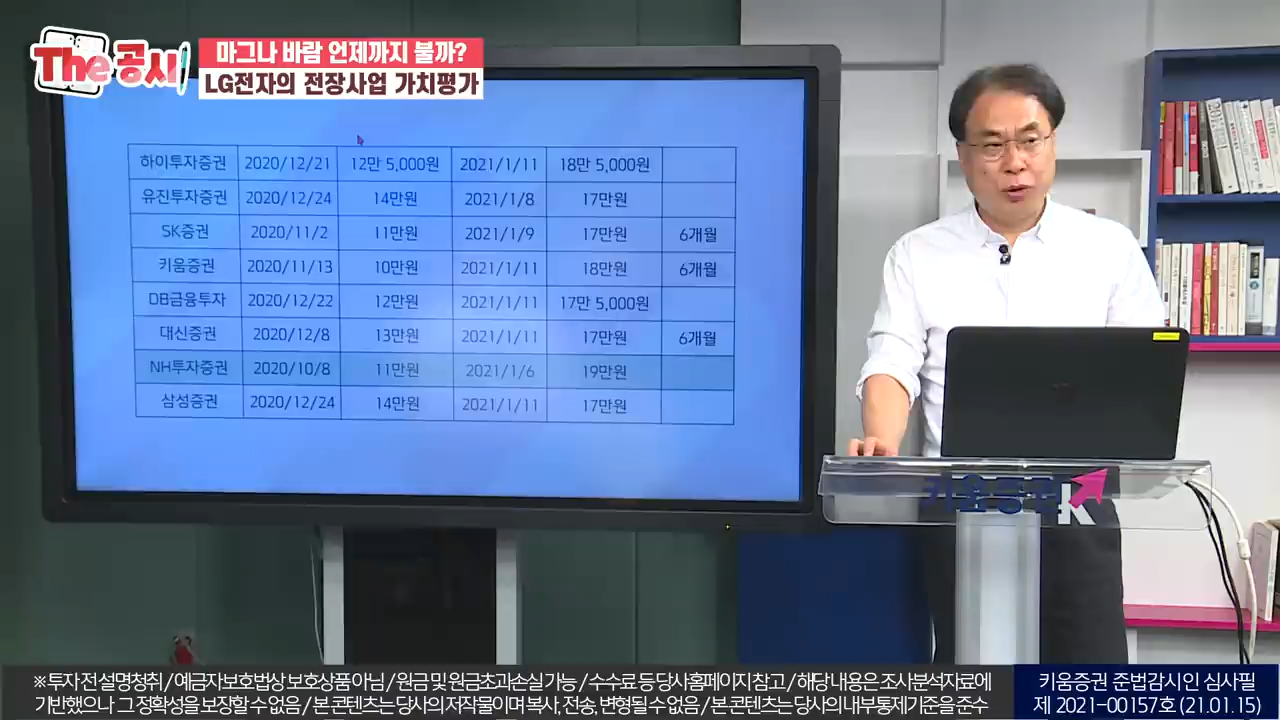 The 공시
마그나 바람 언제까지 불까?
LG전자의 전장사업 가치평가
하이투자증권 2020/12/21 12만 5,000원 2021/1/11 18만 5,000원
유진투자증권 2020/12/24 14만원 2021/1/8 17만원
SK증권 2020/11/2 11만원 2021/1/9 17만원 6개월
키움증권 2020/11/13 10만원 2021/1/11 18만원 6개월
DB금융투자 2020/12/22 12만원 2021/1/11 17만 5,000원
대신증권 2020/12/8 13만원 2021/1/11 17만원 6개월
NH투자증권 2020/10/8 11만원 2021/1/6 19만원
삼성증권 2020/12/24 14만원 2021/1/11 17만원
키움증권
K
※ 투자 전 설명청취 / 예금자보호법상 보호상품 아님 / 원금 및 원금초과손실 가능 / 수수료 등 당사홈페이지 참고 / 해당 내용은 조사분석자료에
기반했으나 그 정확성을 보장할 수 없음 / 본 콘텐츠는 당사의 저작물이며 복사, 전송, 변형될 수 없음 / 본 콘텐츠는 당사의 내부통제기준을 준수
키움증권 준법감시인 심사필
제 2021-00157호 (21.01.15)